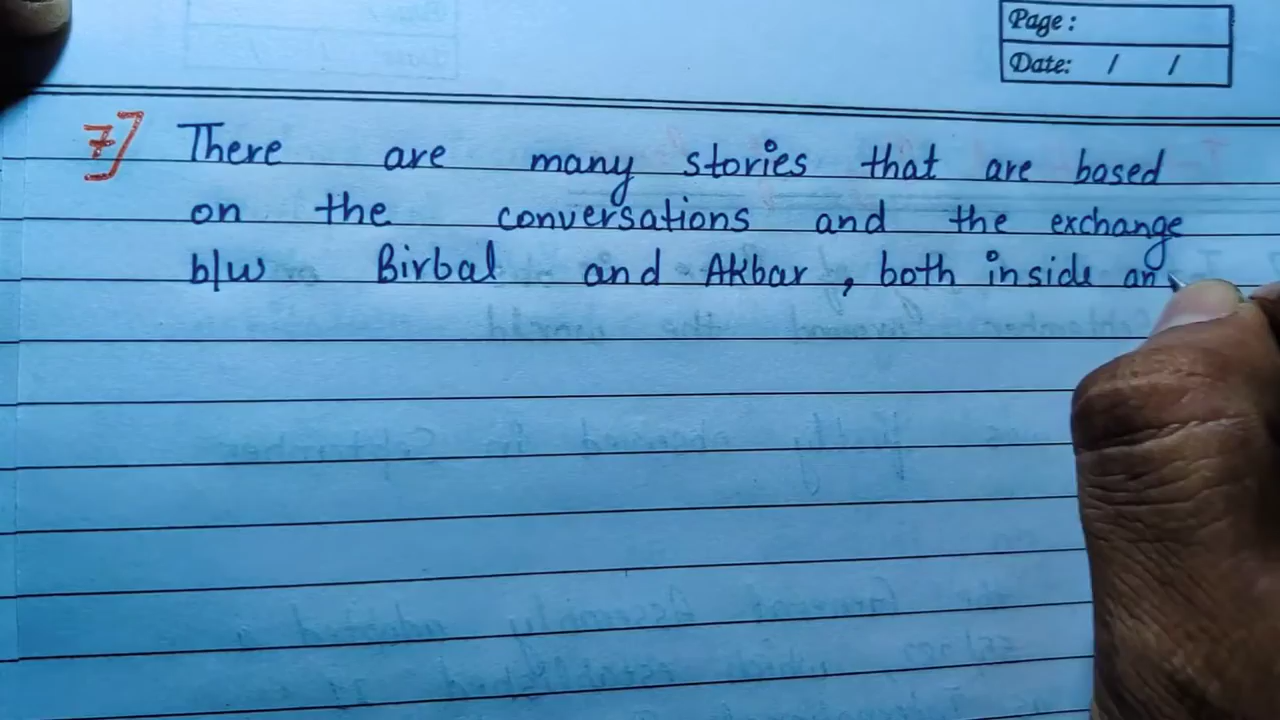 Page:
Date: / /
7] There are many stories that are based
on the conversations and the exchange
b/w Birbal and Akbar, both inside an